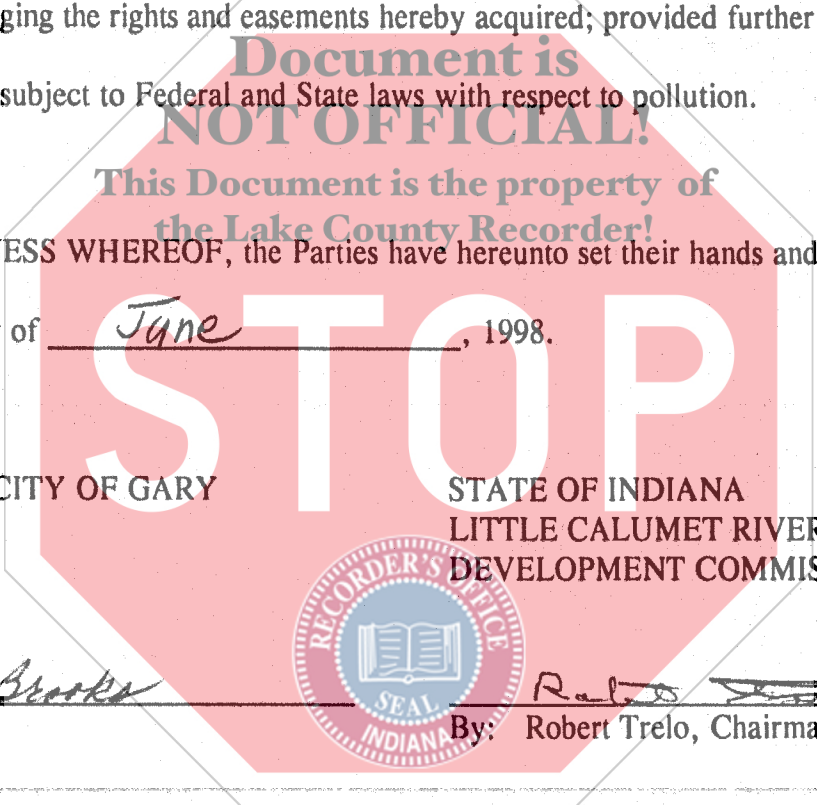 ging the rights and easements hereby acquired; provided further
Document is
subject to Federal and State laws with respect to pollution.
NOT OFFICIAL!
This Document is the property of
the Lake County Recorder!
ESS WHEREOF, the Parties have hereunto set their hands and
of June, 1998.
STOP
CITY OF GARY
STATE OF INDIANA
LITTLE CALUMET RIVER
DEVELOPMENT COMMIS
RECORDER'S OFFICE
SEAL
INDIANA
Brooks
By: Robert Trelo, Chairma